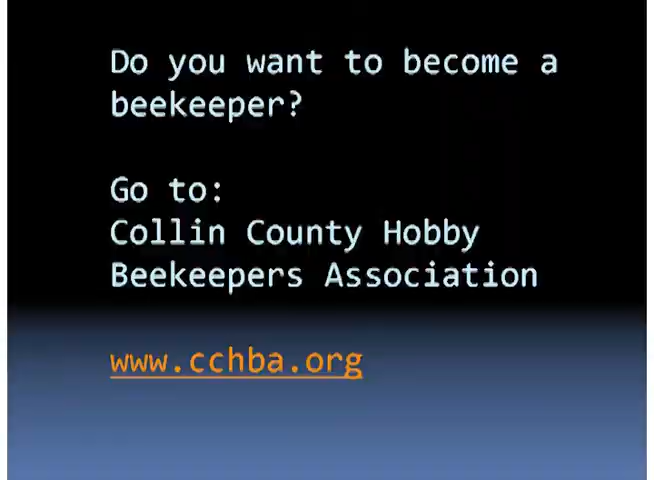 Do you want to become a
beekeeper?
Go to:
Collin County Hobby
Beekeepers Association
www.cchba.org